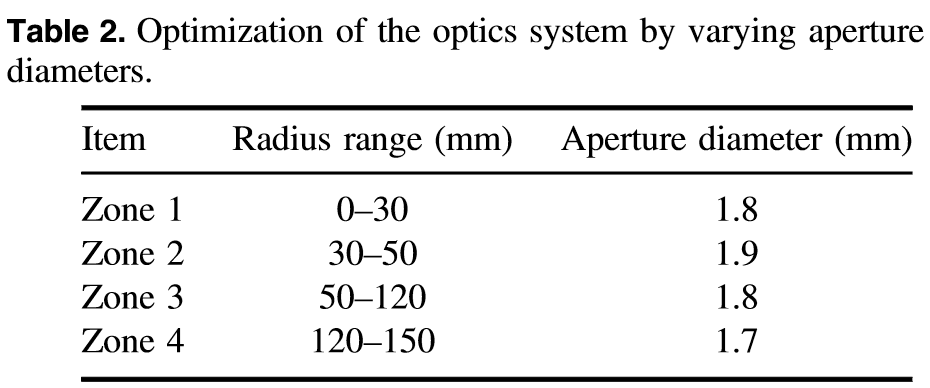 Table 2. Optimization of the optics system by varying aperture
diameters.
Item Radius range (mm) Aperture diameter (mm)
Zone 1 0–30 1.8
Zone 2 30–50 1.9
Zone 3 50–120 1.8
Zone 4 120–150 1.7